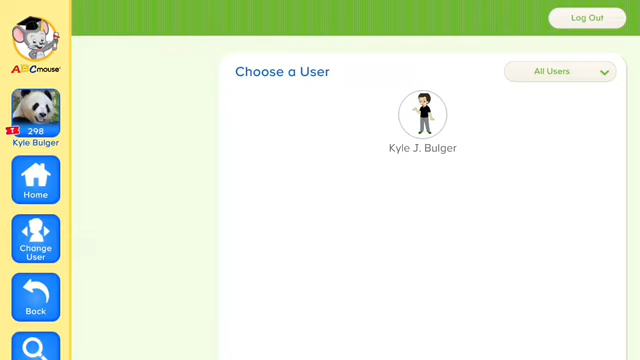 Log Out
ABCmouse
Choose a User
All Users
298
Kyle Bulger
Kyle J. Bulger
Home
Change
User
Back